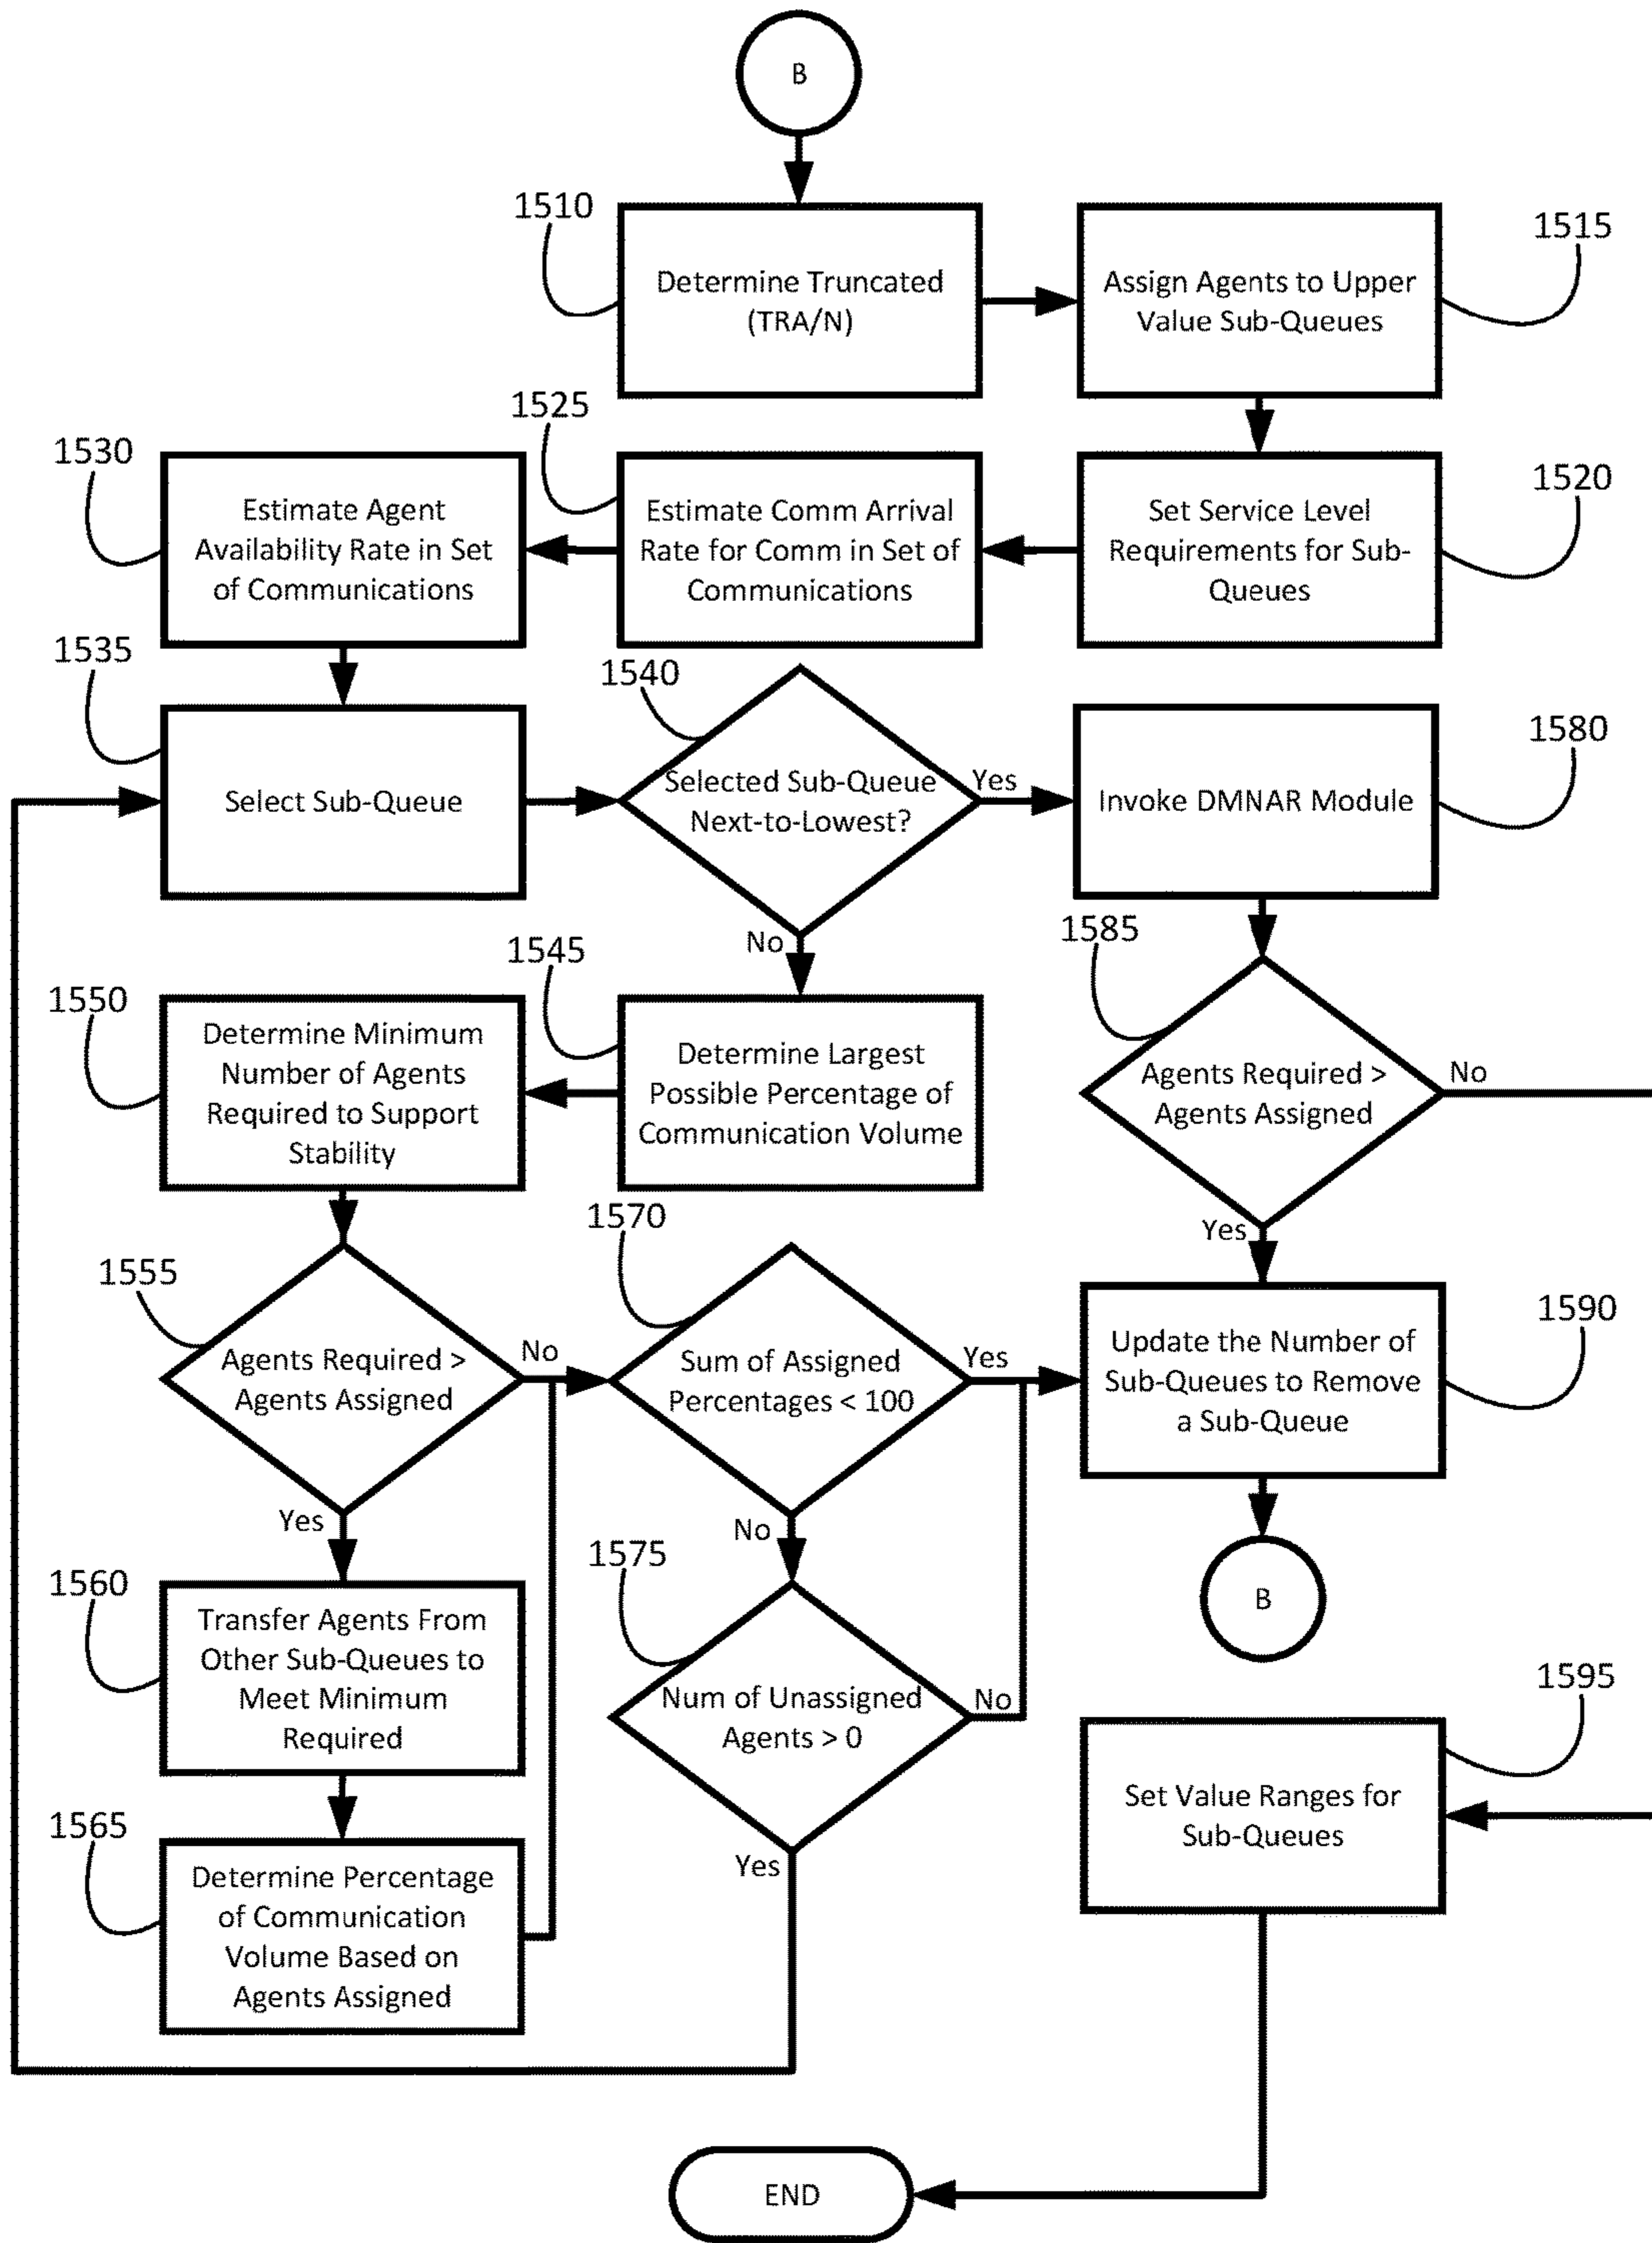 B
1510
Determine Truncated
(TRA/N)
1515
Assign Agents to Upper
Value Sub-Queues
1520
Set Service Level
Requirements for Sub-
Queues
1525
Estimate Comm Arrival
Rate for Comm in Set of
Communications
1530
Estimate Agent
Availability Rate in Set
of Communications
1535
Select Sub-Queue
1540
Selected Sub-Queue
Next-to-Lowest?
Yes
No
1580
Invoke DMNAR Module
1585
Agents Required >
Agents Assigned
No
Yes
1545
Determine Largest
Possible Percentage of
Communication Volume
1550
Determine Minimum
Number of Agents
Required to Support
Stability
1555
Agents Required >
Agents Assigned
No
Yes
1560
Transfer Agents From
Other Sub-Queues to
Meet Minimum
Required
1565
Determine Percentage
of Communication
Volume Based on
Agents Assigned
1570
Sum of Assigned
Percentages < 100
Yes
No
1575
Num of Unassigned
Agents > 0
No
Yes
1590
Update the Number of
Sub-Queues to Remove
a Sub-Queue
B
1595
Set Value Ranges for
Sub-Queues
END